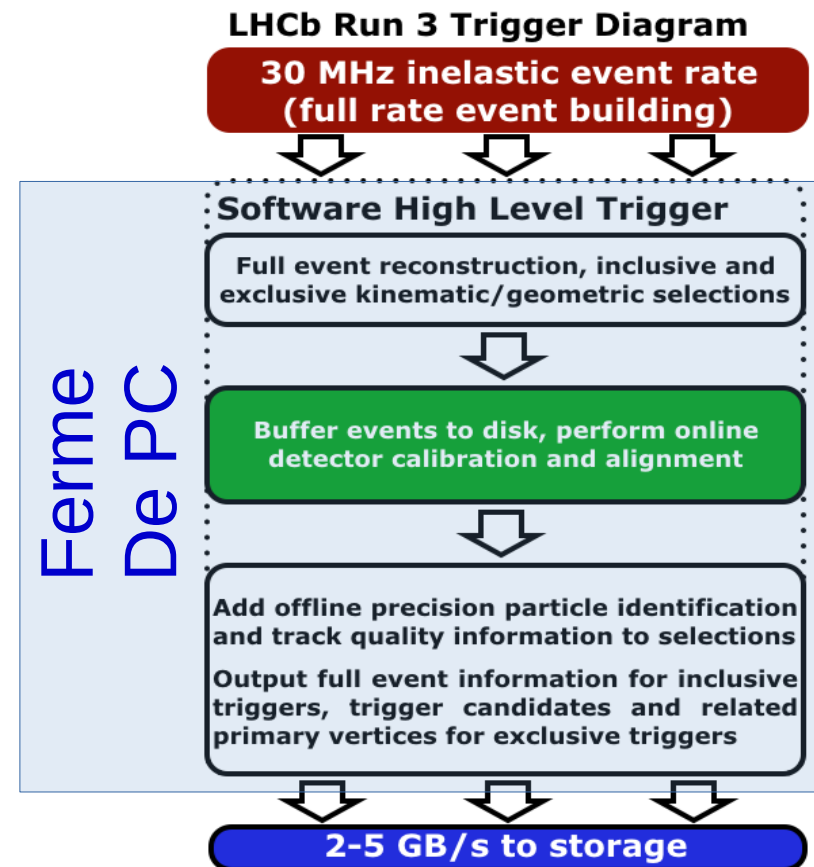 LHCb Run 3 Trigger Diagram
30 MHz inelastic event rate
(full rate event building)
Software High Level Trigger
Full event reconstruction, inclusive and
exclusive kinematic/geometric selections
Ferme
De PC
Buffer events to disk, perform online
detector calibration and alignment
Add offline precision particle identification
and track quality information to selections
Output full event information for inclusive
triggers, trigger candidates and related
primary vertices for exclusive triggers
2-5 GB/s to storage